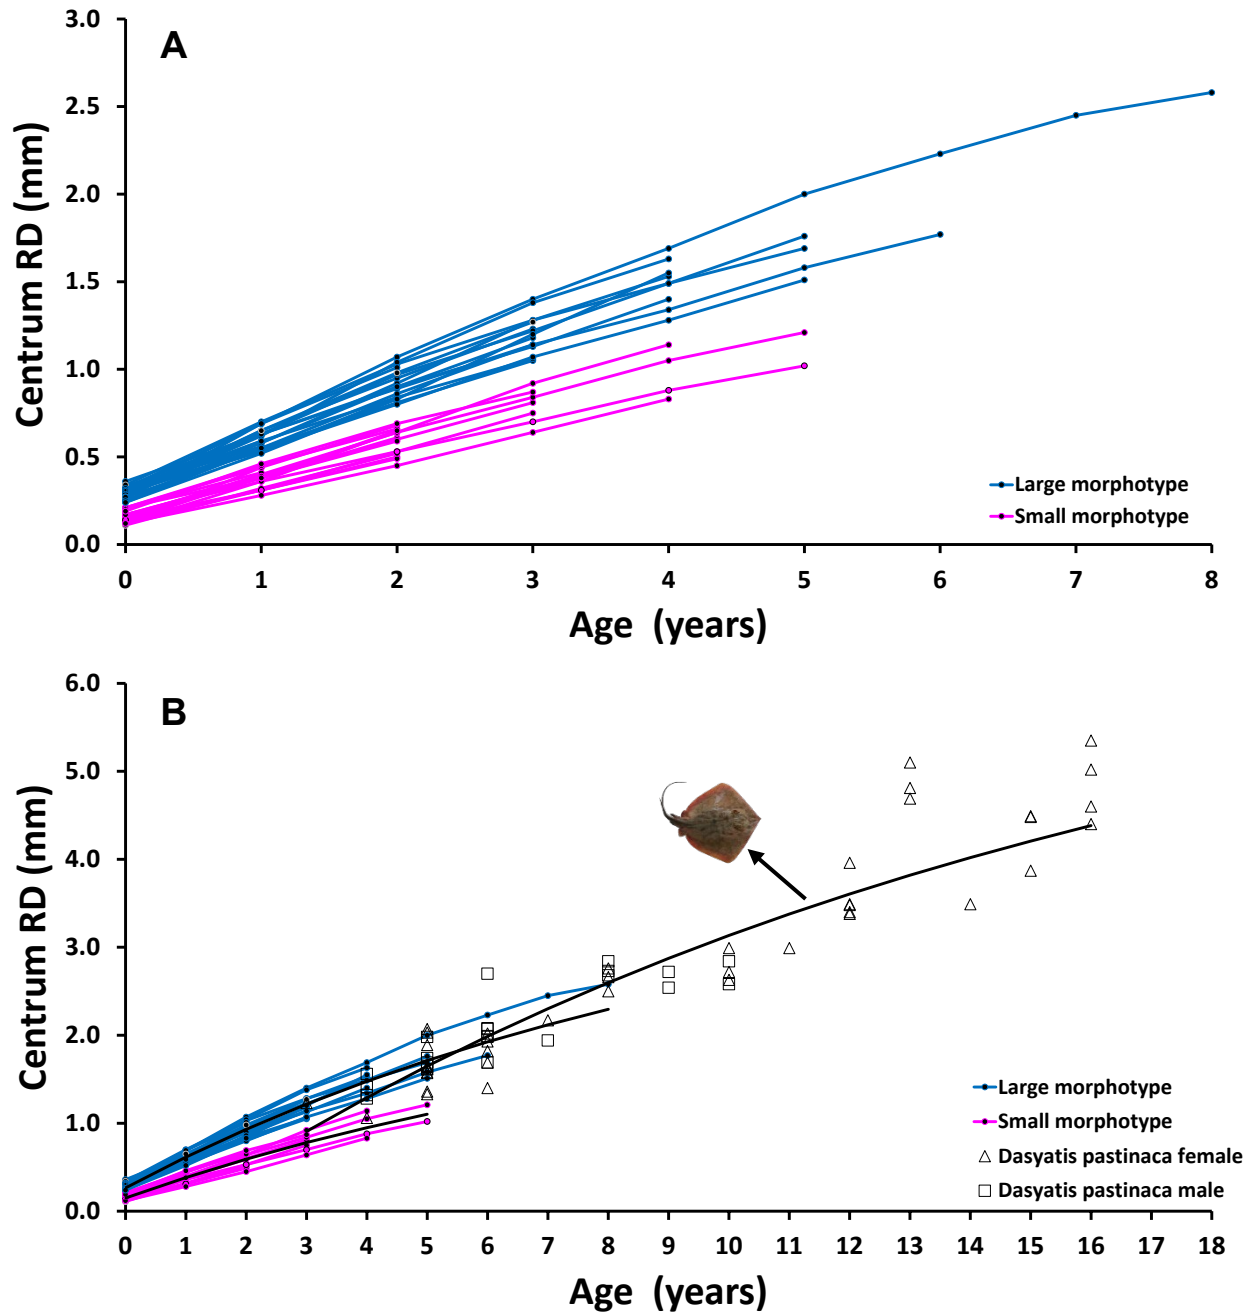 A
3.0
2.5
2.0
1.5
1.0
0.5
0.0
Centrum RD (mm)
Large morphotype
Small morphotype
0 1 2 3 4 5 6 7 8
Age (years)
B
6.0
5.0
4.0
3.0
2.0
1.0
0.0
Centrum RD (mm)
Large morphotype
Small morphotype
Dasyatis pastinaca female
Dasyatis pastinaca male
0 1 2 3 4 5 6 7 8 9 10 11 12 13 14 15 16 17 18
Age (years)